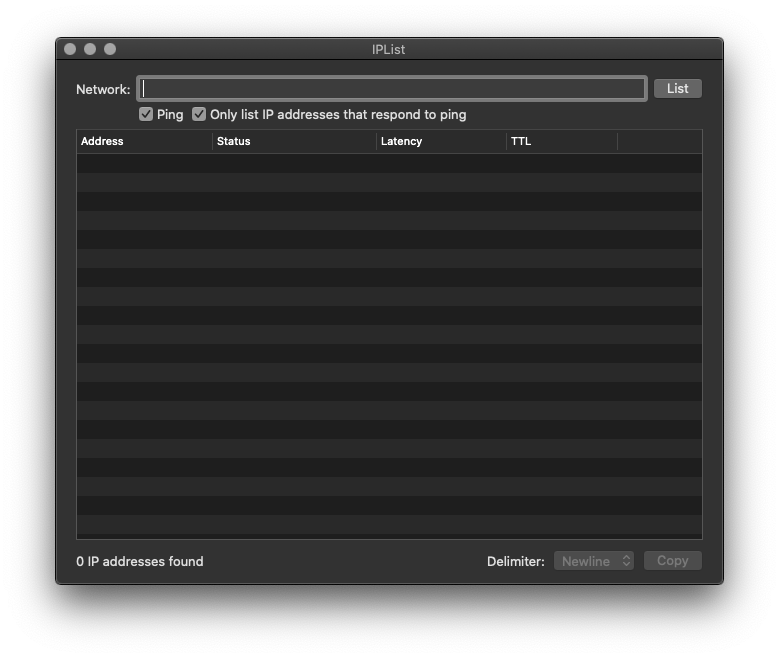 IPList
Network: List
Ping Only list IP addresses that respond to ping
Address Status Latency TTL
0 IP addresses found Delimiter: Newline Copy